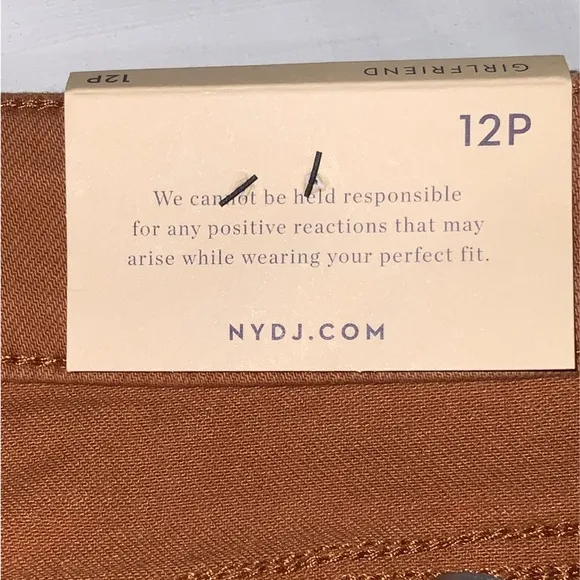 12P GIRLFRIEND
12P
We cannot be held responsible
for any positive reactions that may
arise while wearing your perfect fit.
NYDJ.COM